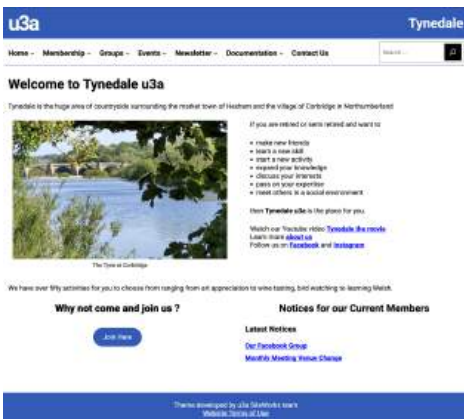 u3a
Tynedale
Home
Membership
Groups
Events
Newsletter
Documentation
Contact Us
Search ...
Welcome to Tynedale u3a
Tynedale is the huge area of countryside surrounding the market town of Hexham and the village of Corbridge in Northumberland
If you are retired or semi retired and want to
• make new friends
• learn a new skill
• start a new activity
• expand your knowledge
• discuss your interests
• pass on your expertise
• meet others in a social environment
then Tynedale u3a is the place for you.
Watch our Youtube video Tynedale the movie
Learn more about us
Follow us on Facebook and Instagram
The Tyne at Corbridge
We have over fifty activities for you to choose from ranging from art appreciation to wine tasting, bird watching to learning Welsh.
Why not come and join us ?
Join Here
Notices for our Current Members
Latest Notices
Our Facebook Group
Monthly Meeting Venue Change
Theme developed by u3a SiteWorks team
Website Terms of Use